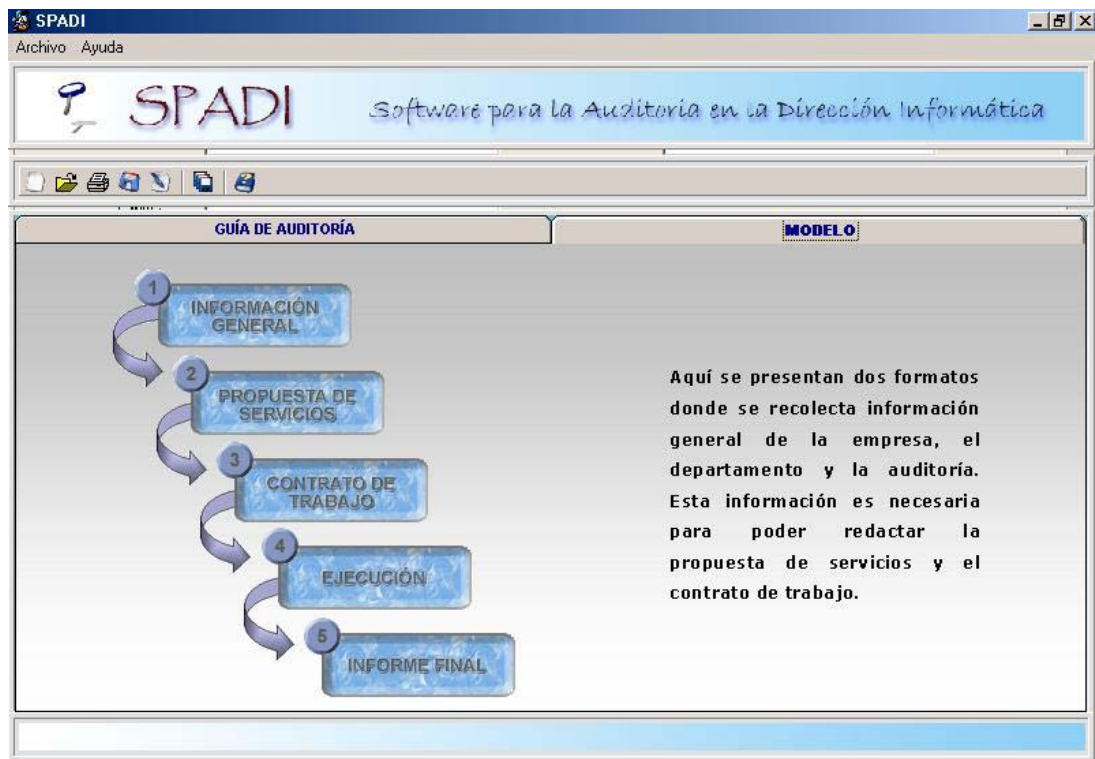 SPADI
Archivo Ayuda
SPADI Software para la Auditoria en la Dirección Informática
GUÍA DE AUDITORÍA MODELO
1
INFORMACIÓN
GENERAL
2
PROPUESTA DE
SERVICIOS
3
CONTRATO DE
TRABAJO
4
EJECUCIÓN
5
INFORME FINAL
Aquí se presentan dos formatos
donde se recolecta información
general de la empresa, el
departamento y la auditoría.
Esta información es necesaria
para poder redactar la
propuesta de servicios y el
contrato de trabajo.